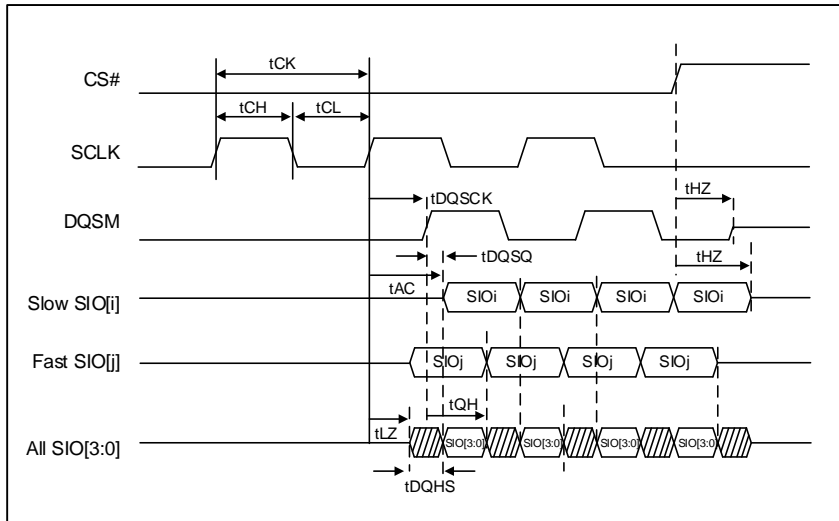 tCK
CS#
tCH tCL
SCLK
tDQSCK tHZ
DQSM
tDQSQ tHZ
tAC
Slow SIO[i] SIOi SIOi SIOi SIOi
Fast SIO[j] SIOj SIOj SIOj SIOj
tQH
tLZ
All SIO[3:0] SIO[3:0] SIO[3:0] SIO[3:0] SIO[3:0]
tDQHS